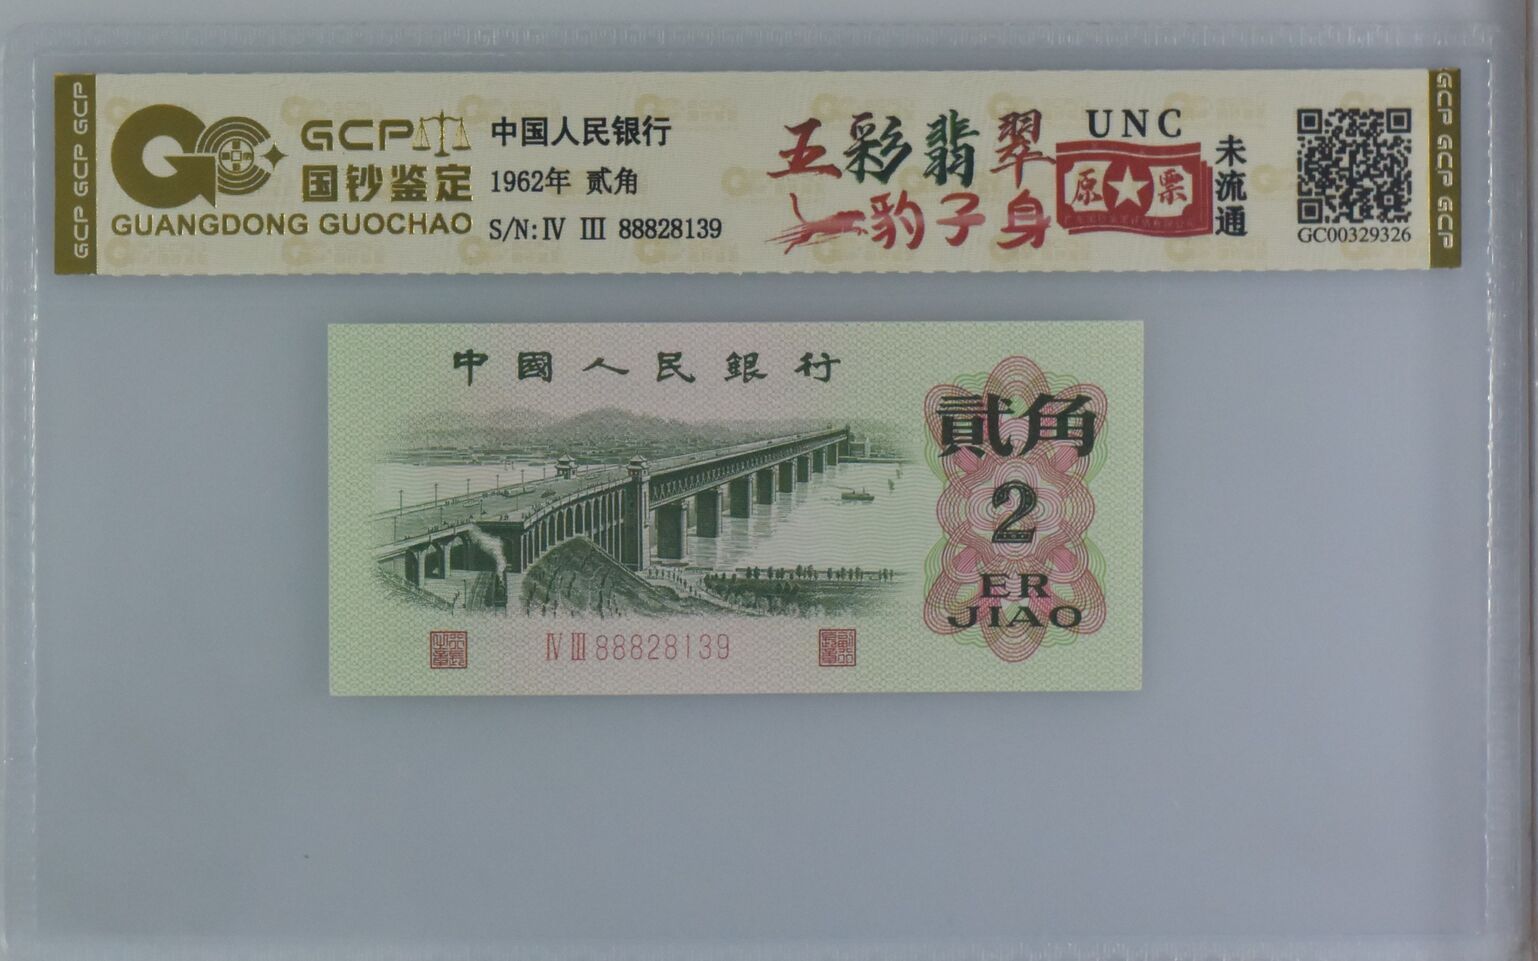 GCP GCP GCP
GCP
国钞鉴定
GUANGDONG GUOCHAO
中国人民银行
1962年 贰角
S/N:Ⅳ Ⅲ 88828139
五彩翡翠
豹子身
UNC
原票
未流通
GC00329326
GCP GCP GCP
中國人民銀行
貳角
2
ER
JIAO
Ⅳ Ⅲ 88828139